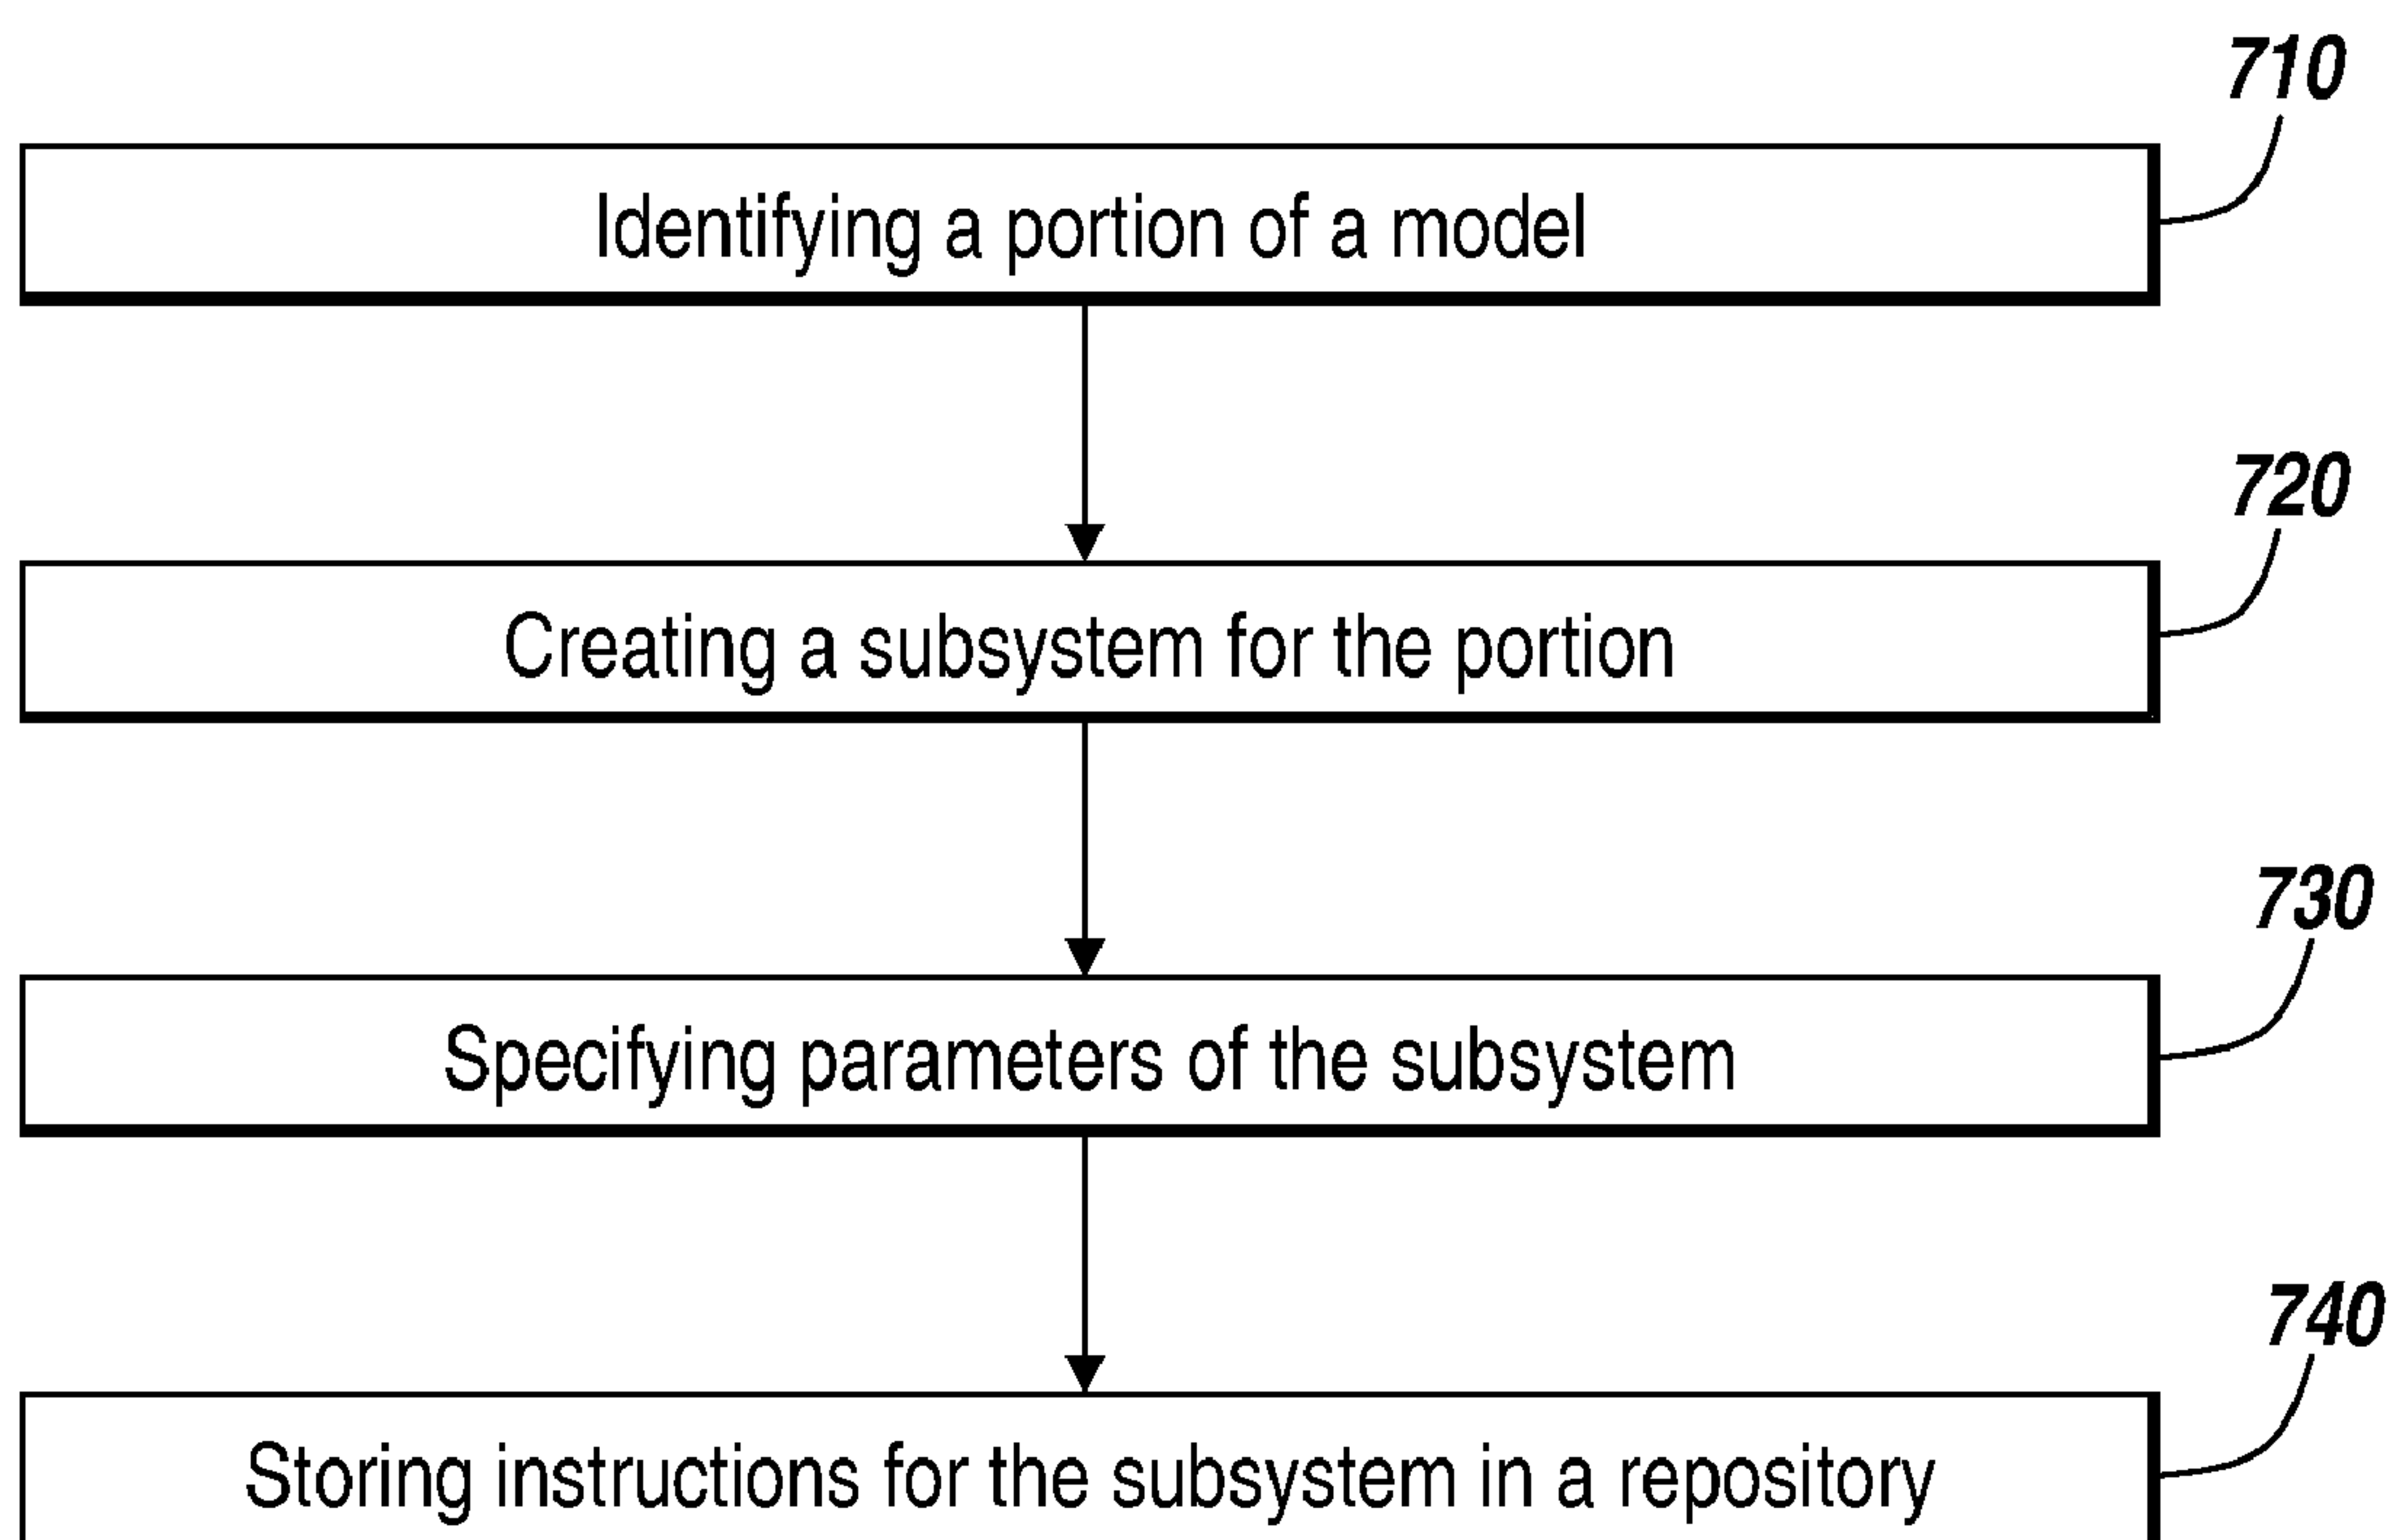 710
Identifying a portion of a model
720
Creating a subsystem for the portion
730
Specifying parameters of the subsystem
740
Storing instructions for the subsystem in a repository